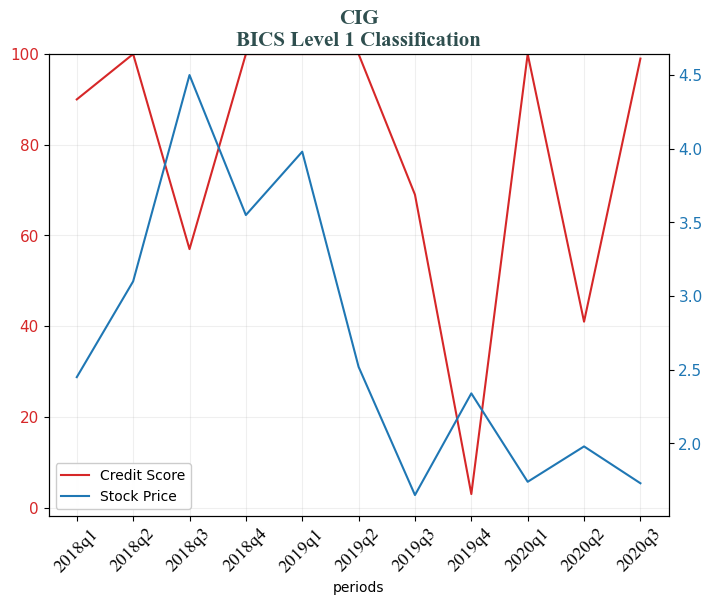 CIG
BICS Level 1 Classification
100
80
60
40
20
0
4.5
4.0
3.5
3.0
2.5
2.0
Credit Score
Stock Price
2018q1
2018q2
2018q3
2018q4
2019q1
2019q2
2019q3
2019q4
2020q1
2020q2
2020q3
periods